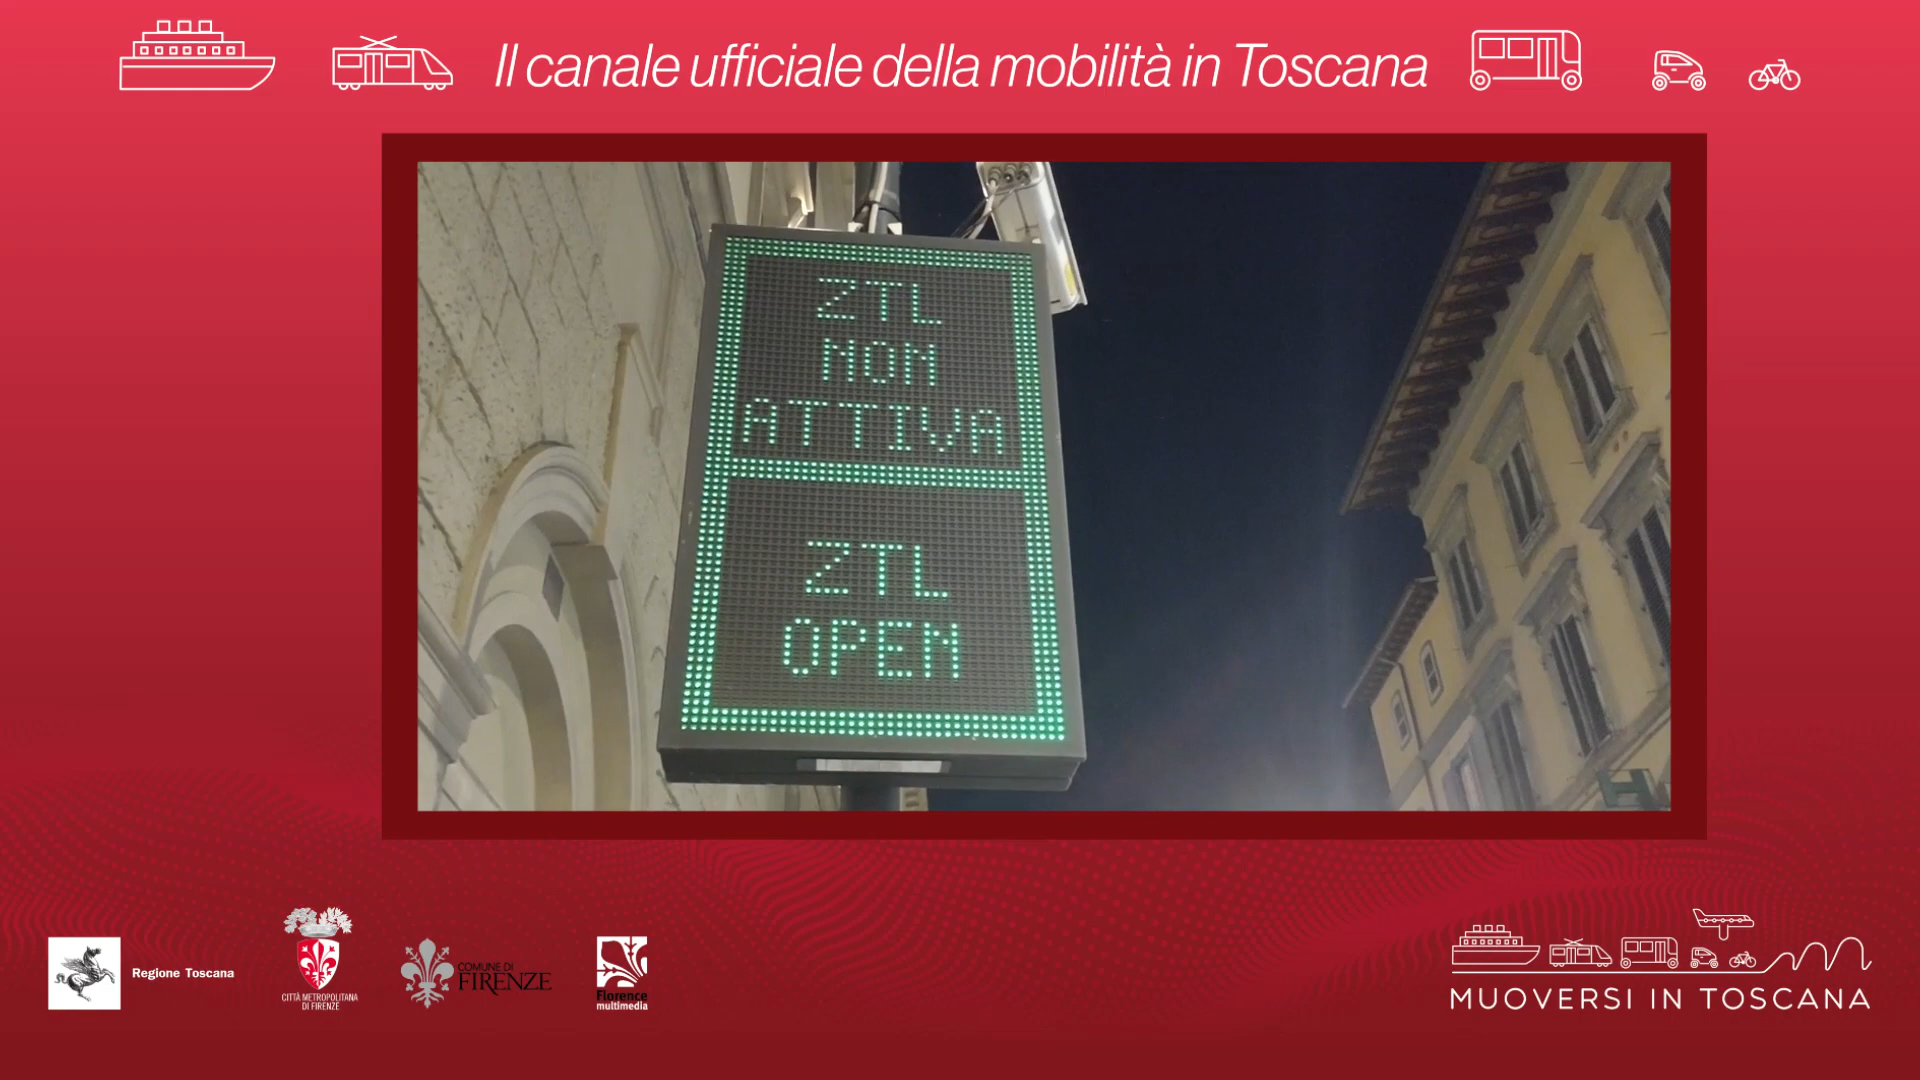 Il canale ufficiale della mobilità in Toscana
ZTL
NON
ATTIVA
ZTL
OPEN
Regione Toscana
CITTÀ METROPOLITANA
DI FIRENZE
COMUNE DI
FIRENZE
Florence
multimedia
MUOVERSI IN TOSCANA